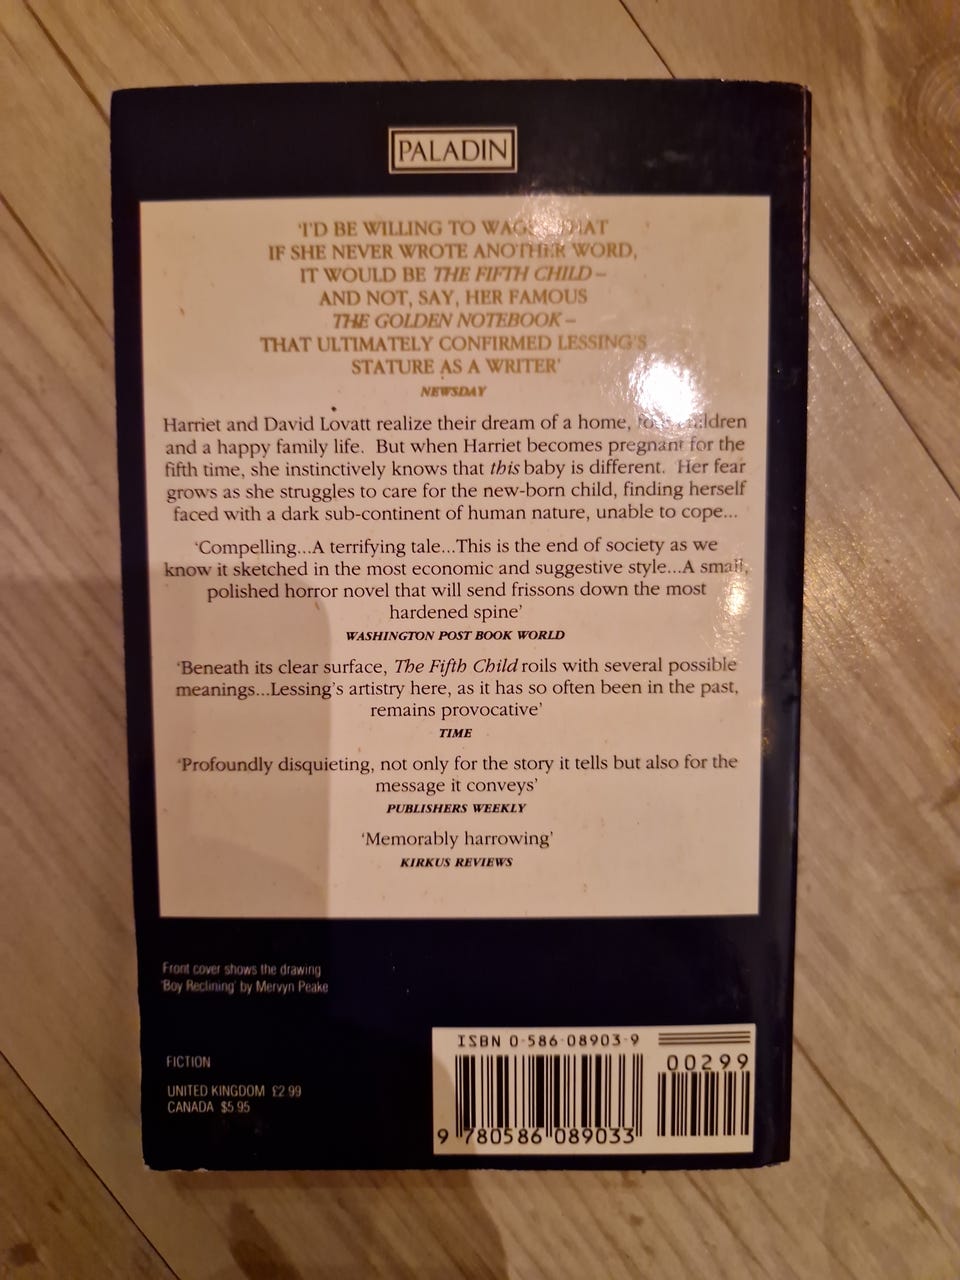 PALADIN
'I'D BE WILLING TO THAT
IF SHE NEVER WROTE ANOTHER WORD,
IT WOULD BE THE FIFTH CHILD –
AND NOT, SAY, HER FAMOUS
THE GOLDEN NOTEBOOK –
THAT ULTIMATELY CONFIRMED LESSING'S
STATURE AS A WRITER'
NEWSDAY
Harriet and David Lovatt realize their dream of a home, children
and a happy family life. But when Harriet becomes pregnant for the
fifth time, she instinctively knows that this baby is different. Her fear
grows as she struggles to care for the new-born child, finding herself
faced with a dark sub-continent of human nature, unable to cope...
'Compelling...A terrifying tale...This is the end of society as we
know it sketched in the most economic and suggestive style...A small,
polished horror novel that will send frissons down the most
hardened spine'
WASHINGTON POST BOOK WORLD
'Beneath its clear surface, The Fifth Child roils with several possible
meanings...Lessing's artistry here, as it has so often been in the past,
remains provocative'
TIME
'Profoundly disquieting, not only for the story it tells but also for the
message it conveys'
PUBLISHERS WEEKLY
'Memorably harrowing'
KIRKUS REVIEWS
Front cover shows the drawing
'Boy Reclining' by Mervyn Peake
FICTION
UNITED KINGDOM £2.99
CANADA $5.95
ISBN 0-586-08903-9
00299
9 780586 089033